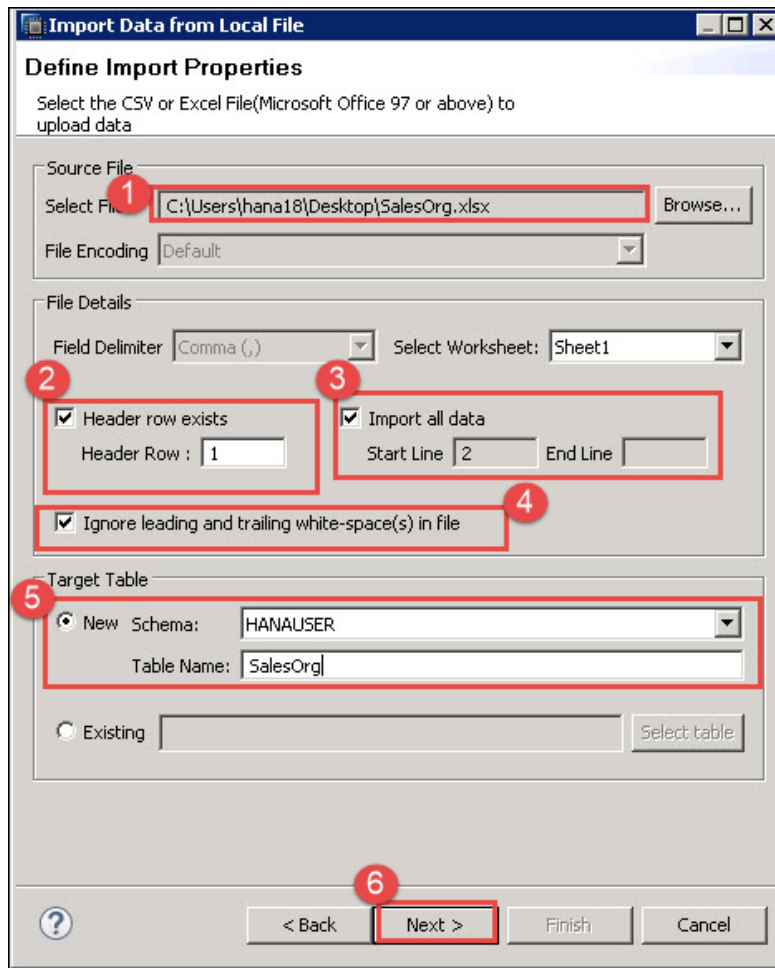 Import Data from Local File
Define Import Properties
Select the CSV or Excel File(Microsoft Office 97 or above) to
upload data
Source File
1
Select Fil C:\Users\hana18\Desktop\SalesOrg.xlsx Browse...
File Encoding Default
File Details
Field Delimiter Comma (,) Select Worksheet: Sheet1
2 3
Header row exists Import all data
Header Row : 1 Start Line 2 End Line
4
Ignore leading and trailing white-space(s) in file
Target Table
5
New Schema: HANAUSER
Table Name: SalesOrg
Existing Select table
6
? < Back Next > Finish Cancel